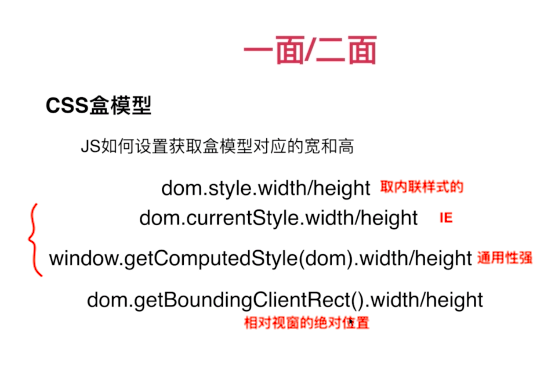 一面/二面
CSS盒模型
JS如何设置获取盒模型对应的宽和高
dom.style.width/height 取内联样式的
dom.currentStyle.width/height IE
window.getComputedStyle(dom).width/height 通用性强
dom.getBoundingClientRect().width/height
相对视窗的绝对位置